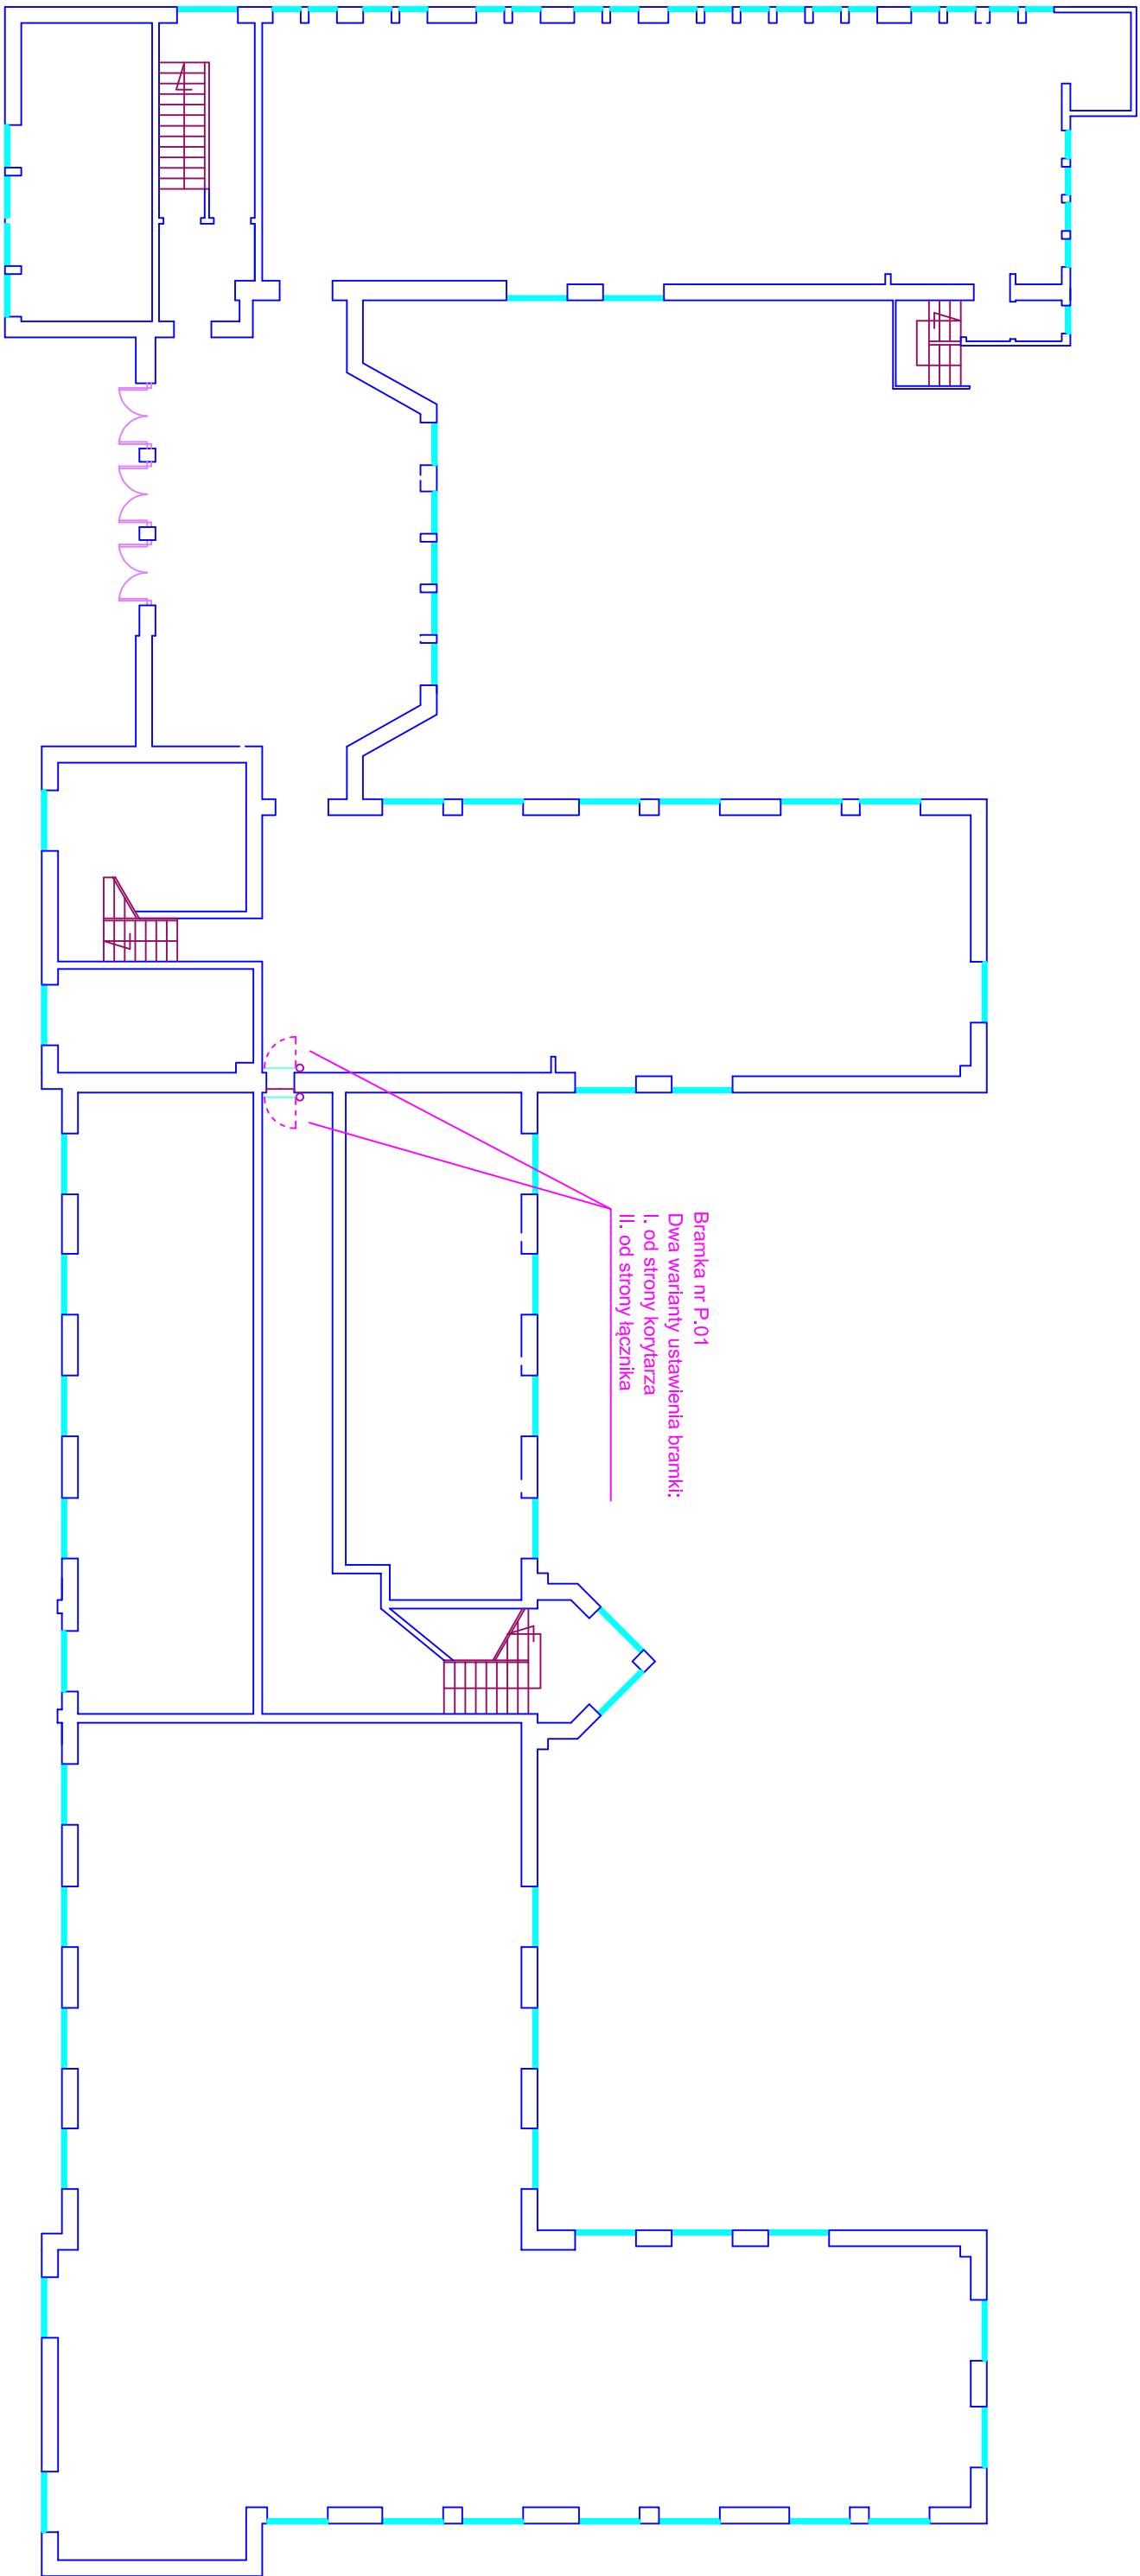 Bramka nr P.01
Dwa warianty ustawienia bramki:
I. od strony korytarza
II. od strony łącznika